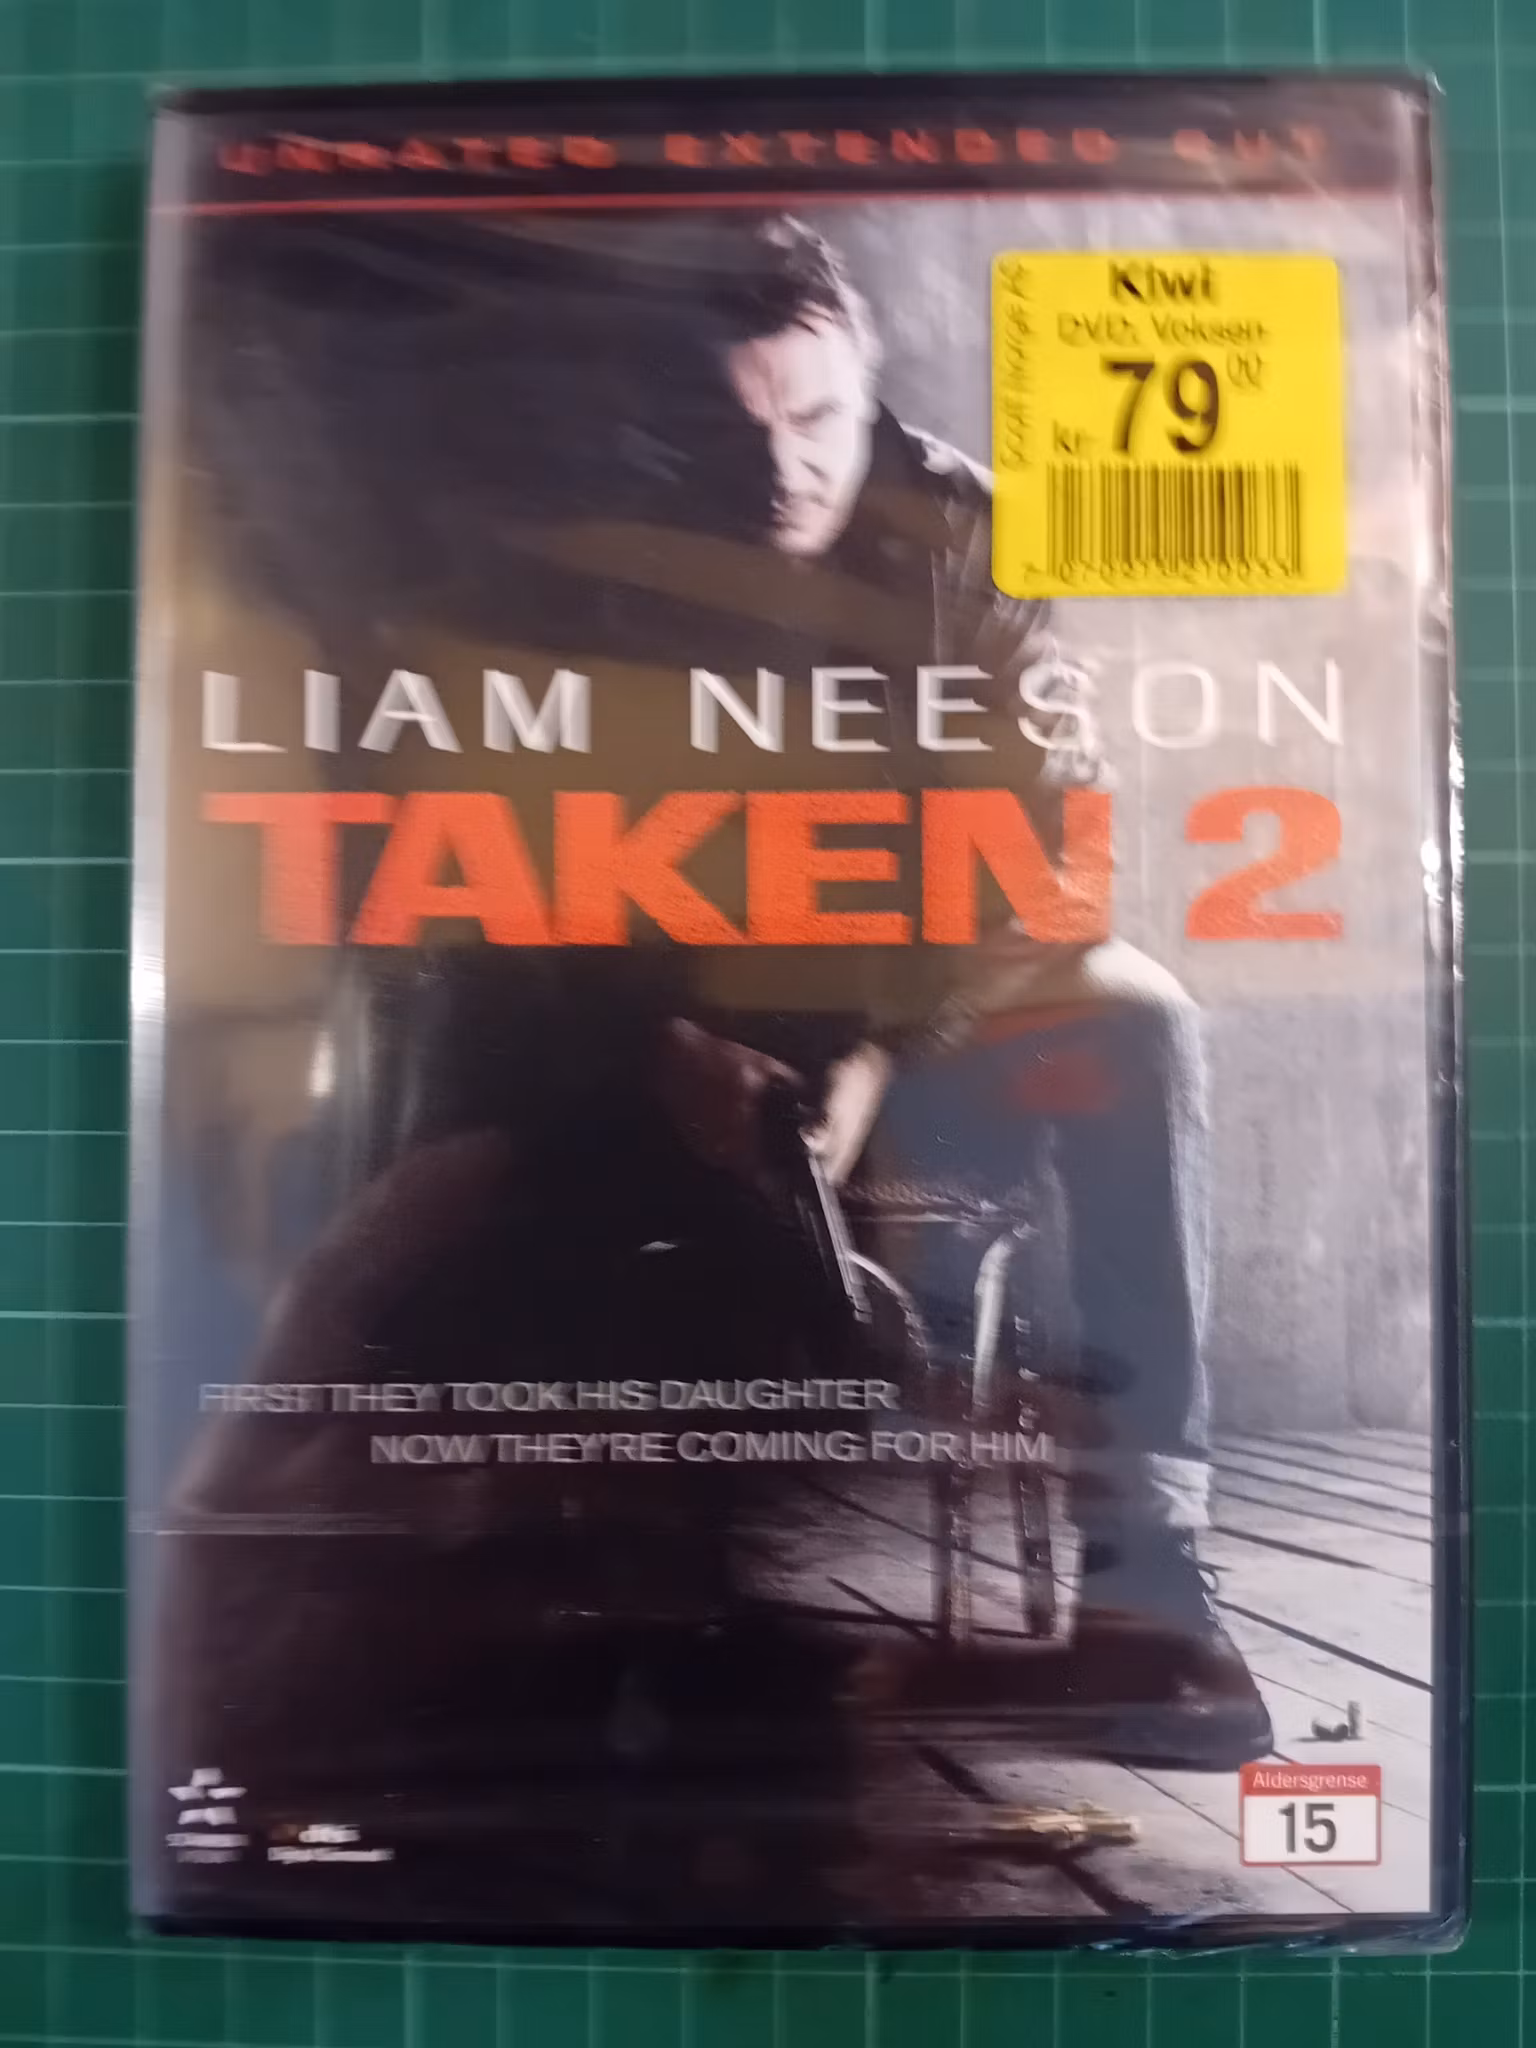 UNRATED EXTENDED CUT
Kiwi
DVD, Voksen
kr 79 00
LIAM NEESON
TAKEN 2
FIRST THEY TOOK HIS DAUGHTER
NOW THEY'RE COMING FOR HIM
Aldersgrense
15